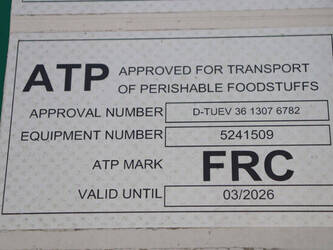 ATP APPROVED FOR TRANSPORT
OF PERISHABLE FOODSTUFFS
APPROVAL NUMBER D-TUEV 36 1307 6782
EQUIPMENT NUMBER 5241509
ATP MARK FRC
VALID UNTIL 03/2026